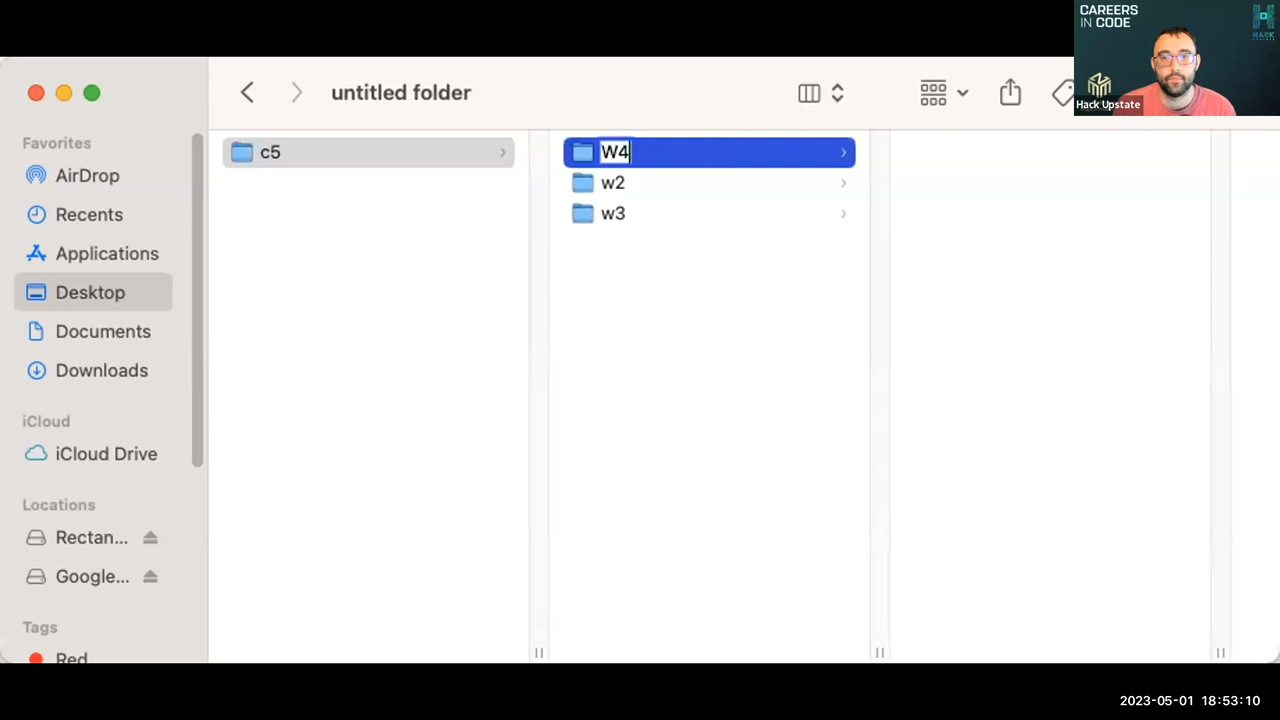 CAREERS
IN CODE
HACK
Hack Upstate
untitled folder
Favorites
AirDrop
Recents
Applications
Desktop
Documents
Downloads
iCloud
iCloud Drive
Locations
Rectan...
Google...
Tags
Red
c5
W4
w2
w3
2023-05-01 18:53:10